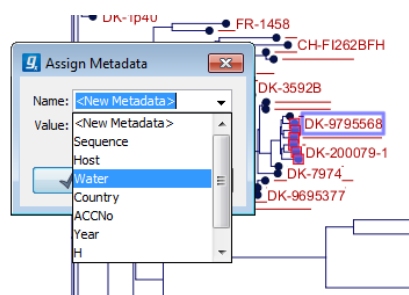 DK-1p40
FR-1458
CH-FI262BFH
DK-3592B
DK-9795568
DK-200079-1
DK-7974
DK-9695377
Assign Metadata
Name: <New Metadata>
Value:
<New Metadata>
Sequence
Host
Water
Country
ACCNo
Year
H